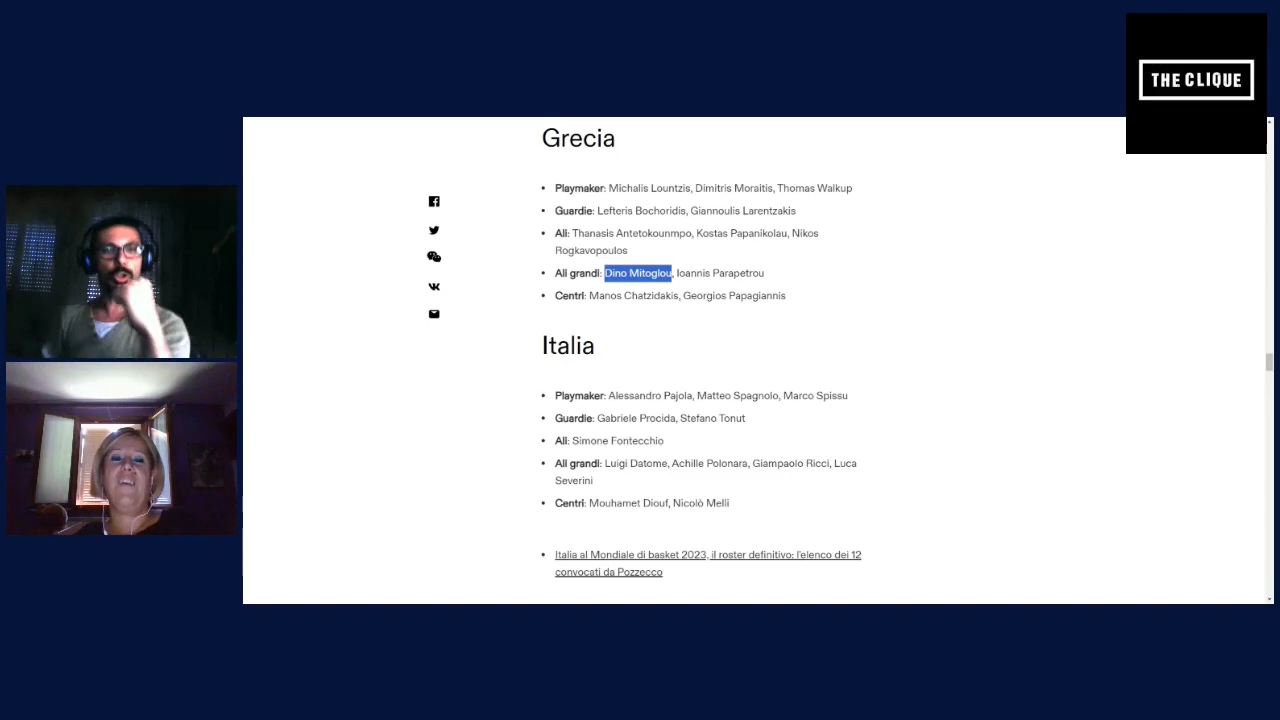 THE CLIQUE
Grecia
Playmaker: Michalis Lountzis, Dimitris Moraitis, Thomas Walkup
Guardie: Lefteris Bochoridis, Giannoulis Larentzakis
Ali: Thanasis Antetokounmpo, Kostas Papanikolau, Nikos
Rogkavopoulos
Ali grandi: Dino Mitoglou, Ioannis Parapetrou
Centri: Manos Chatzidakis, Georgios Papagiannis
Italia
Playmaker: Alessandro Pajola, Matteo Spagnolo, Marco Spissu
Guardie: Gabriele Procida, Stefano Tonut
Ali: Simone Fontecchio
Ali grandi: Luigi Datome, Achille Polonara, Giampaolo Ricci, Luca
Severini
Centri: Mouhamet Diouf, Nicolò Melli
Italia al Mondiale di basket 2023, il roster definitivo: l'elenco dei 12
convocati da Pozzecco